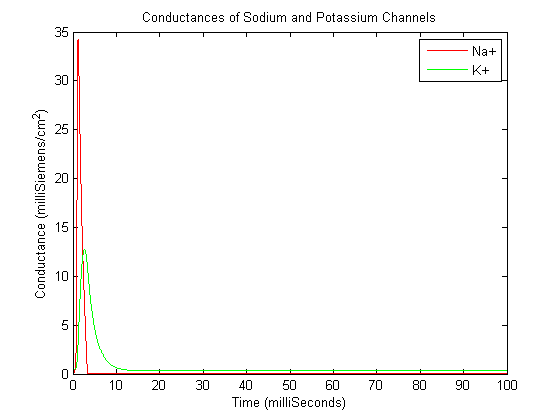 Conductances of Sodium and Potassium Channels
Na+
K+
Conductance (milliSiemens/cm²)
35
30
25
20
15
10
5
0
0 10 20 30 40 50 60 70 80 90 100
Time (milliSeconds)